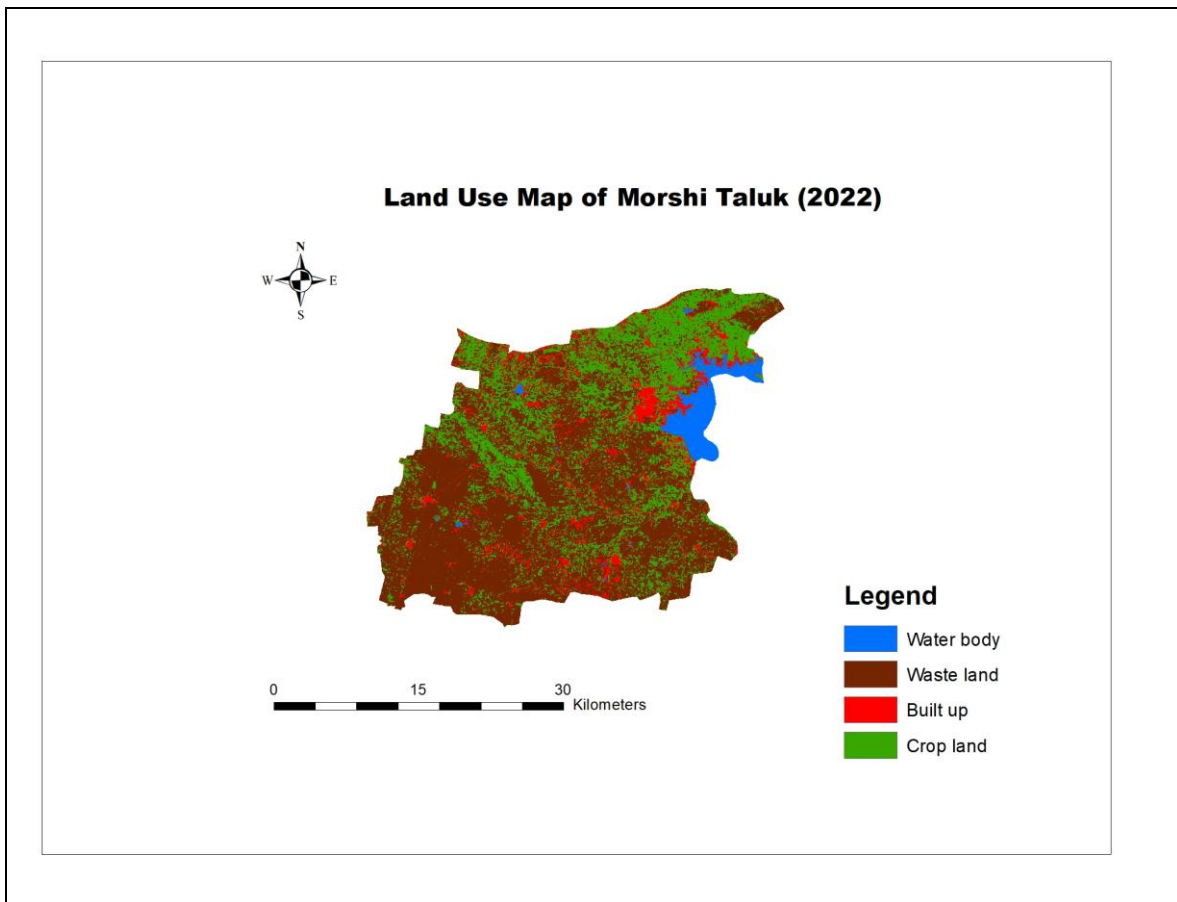 Land Use Map of Morshi Taluk (2022)
N
W E
S
Legend
Water body
Waste land
Built up
Crop land
0 15 30
Kilometers